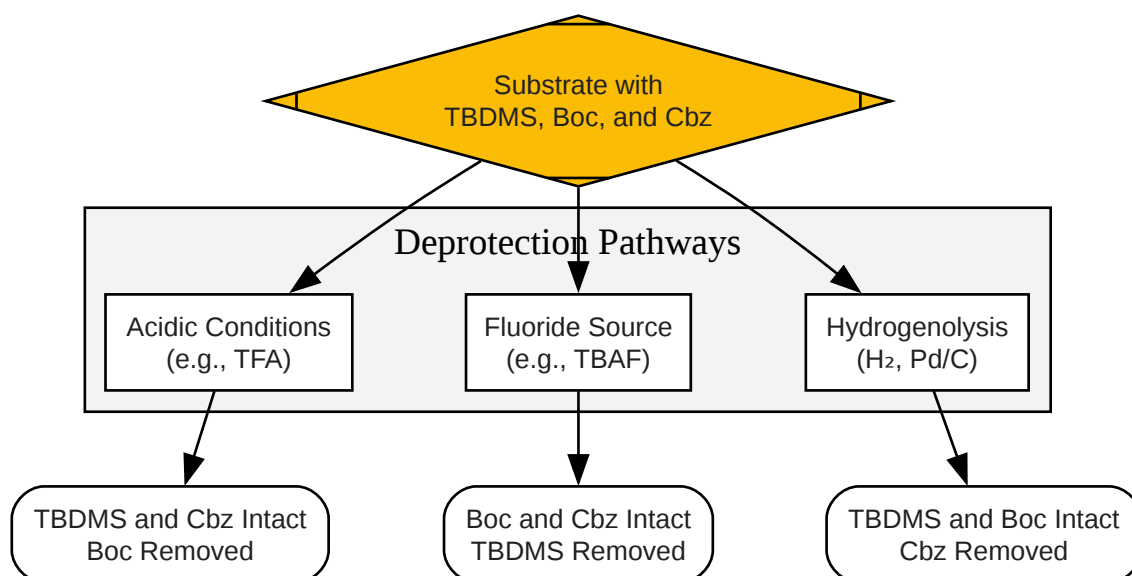 Substrate with
TBDMS, Boc, and Cbz
Deprotection Pathways
Acidic Conditions
(e.g., TFA)
Fluoride Source
(e.g., TBAF)
Hydrogenolysis
(H₂, Pd/C)
TBDMS and Cbz Intact
Boc Removed
Boc and Cbz Intact
TBDMS Removed
TBDMS and Boc Intact
Cbz Removed